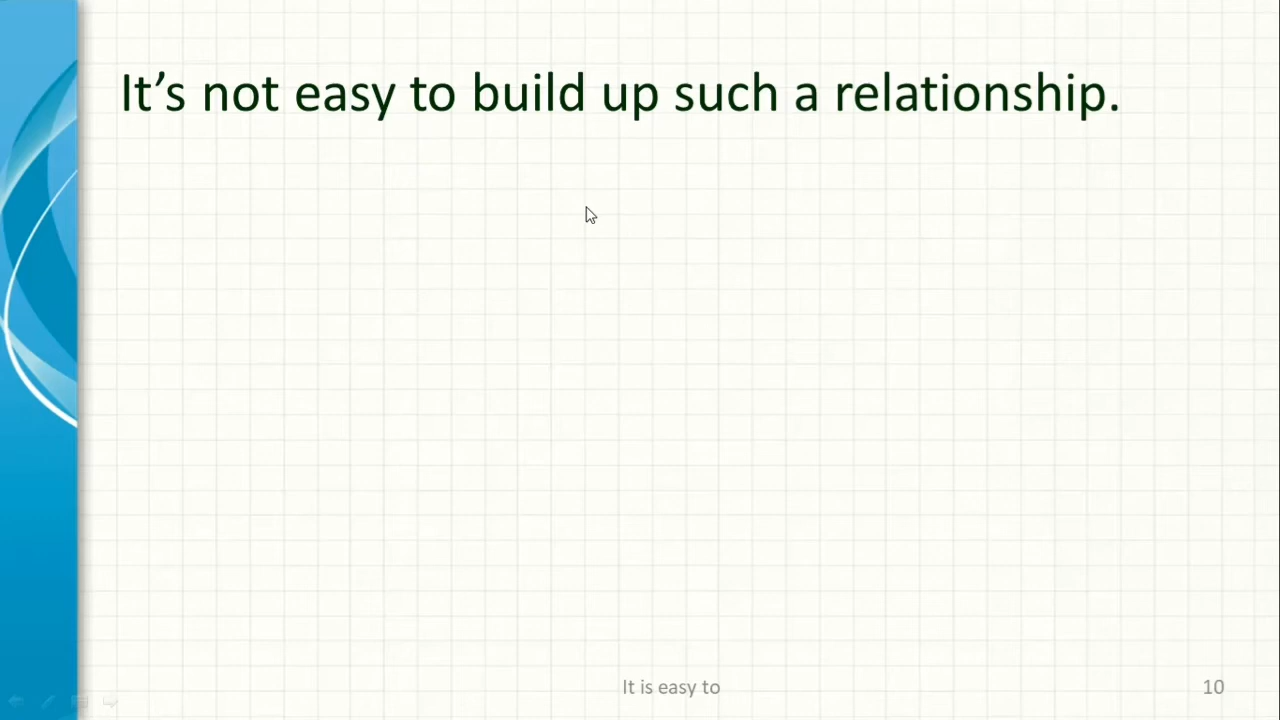 It’s not easy to build up such a relationship.
It is easy to
10